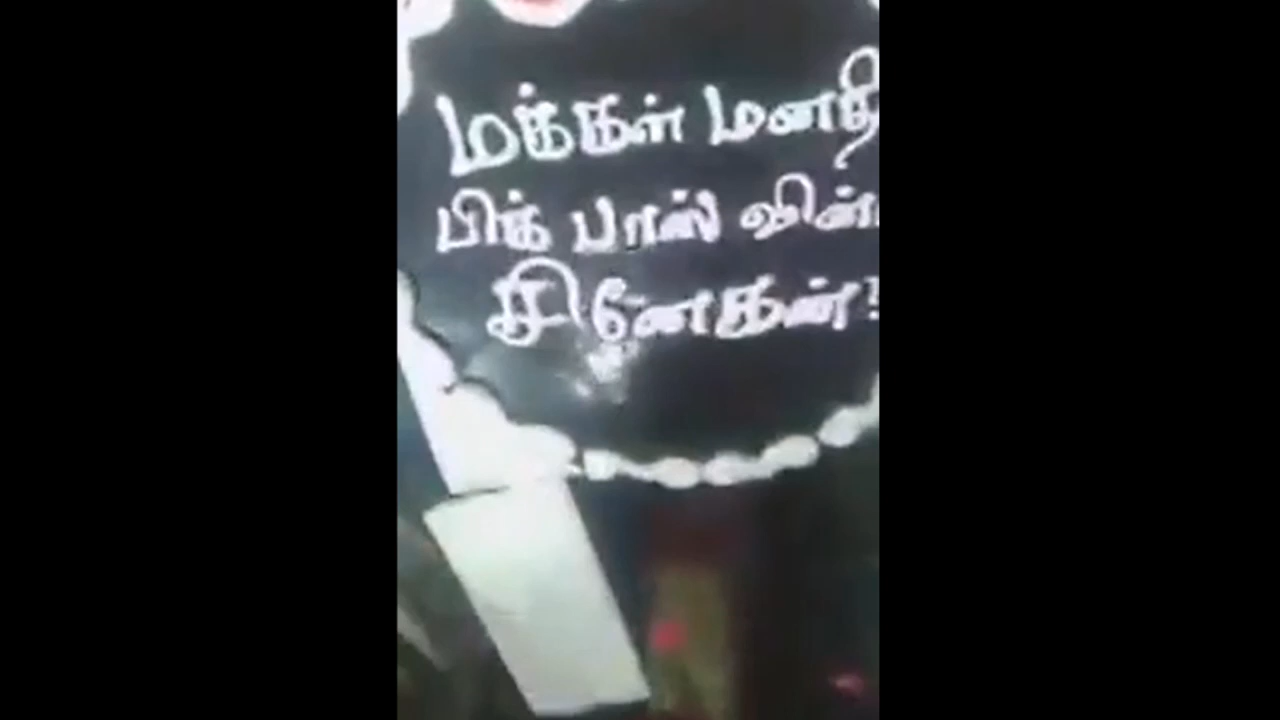 மக்கள் மனதி
பிக் பாஸ் வின்
சினேகன்!